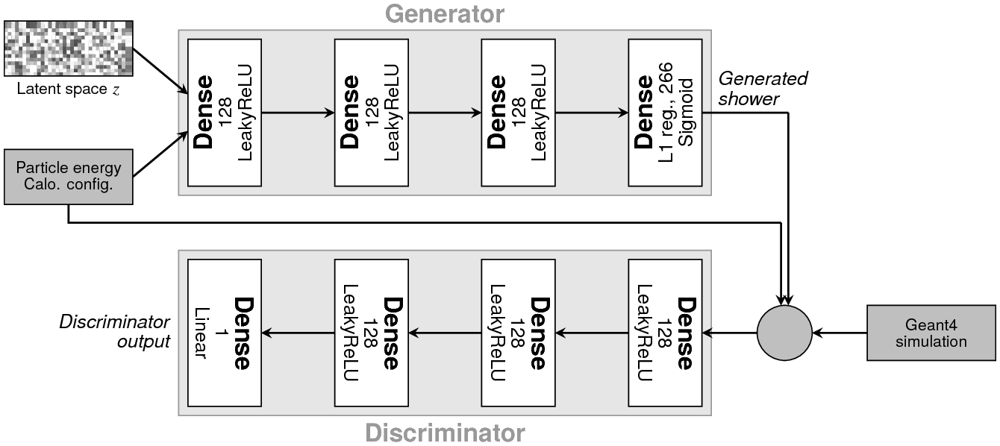 Generator
Latent space z
Particle energy
Calo. config.
Dense
128
LeakyReLU
Dense
128
LeakyReLU
Dense
128
LeakyReLU
Dense
L1 reg., 266
Sigmoid
Generated
shower
Discriminator
output
Dense
1
Linear
Dense
128
LeakyReLU
Dense
128
LeakyReLU
Dense
128
LeakyReLU
Geant4
simulation
Discriminator